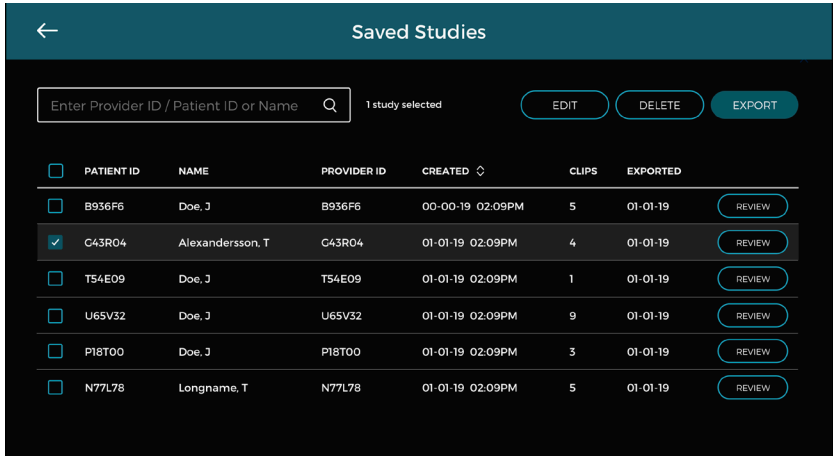 Saved Studies
Enter Provider ID / Patient ID or Name 1 study selected EDIT DELETE EXPORT
PATIENT ID NAME PROVIDER ID CREATED CLIPS EXPORTED
B936F6 Doe, J B936F6 00-00-19 02:09PM 5 01-01-19 REVIEW
G43R04 Alexandersson, T G43R04 01-01-19 02:09PM 4 01-01-19 REVIEW
T54E09 Doe, J T54E09 01-01-19 02:09PM 1 01-01-19 REVIEW
U65V32 Doe, J U65V32 01-01-19 02:09PM 9 01-01-19 REVIEW
P18T00 Doe, J P18T00 01-01-19 02:09PM 3 01-01-19 REVIEW
N77L78 Longname, T N77L78 01-01-19 02:09PM 5 01-01-19 REVIEW